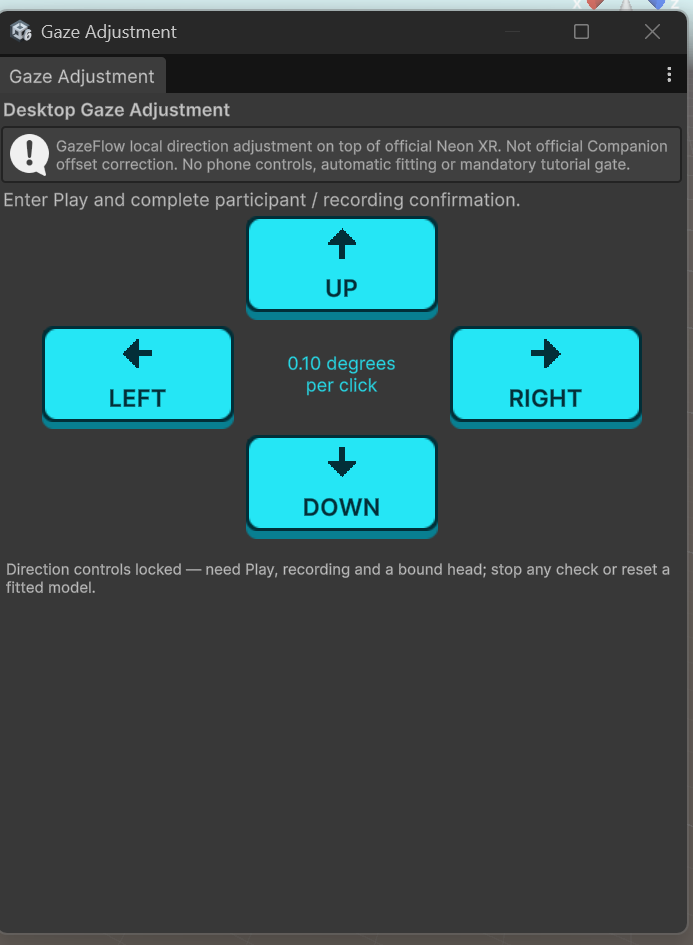 Gaze Adjustment
Gaze Adjustment
Desktop Gaze Adjustment
GazeFlow local direction adjustment on top of official Neon XR. Not official Companion
offset correction. No phone controls, automatic fitting or mandatory tutorial gate.
Enter Play and complete participant / recording confirmation.
UP
LEFT
0.10 degrees
per click
RIGHT
DOWN
Direction controls locked — need Play, recording and a bound head; stop any check or reset a
fitted model.